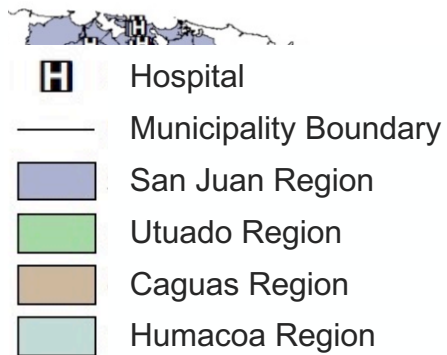 H Hospital
Municipality Boundary
San Juan Region
Utuado Region
Caguas Region
Humacoa Region